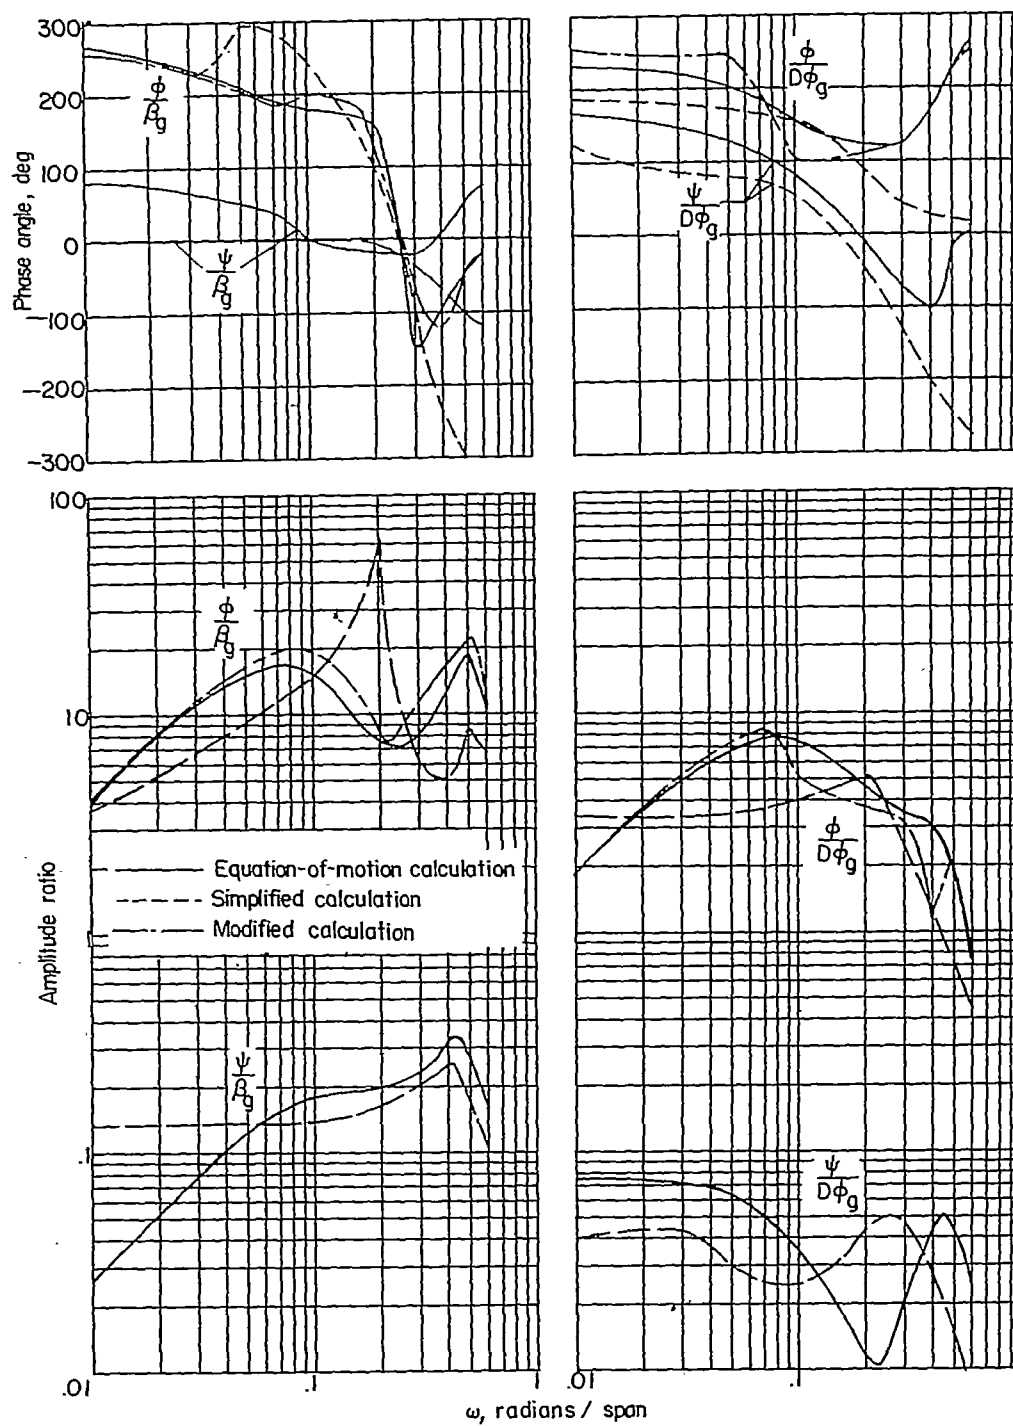 300
200
100
0
-100
-200
-300
Phase angle, deg
ϕ/βg
ψ/βg
ϕ/Dϕg
ψ/Dϕg
100
10
1
.1
Amplitude ratio
ϕ/βg
Equation-of-motion calculation
Simplified calculation
Modified calculation
ψ/βg
ϕ/Dϕg
ψ/Dϕg
.01
.1
1
.01
.1
ω, radians / span